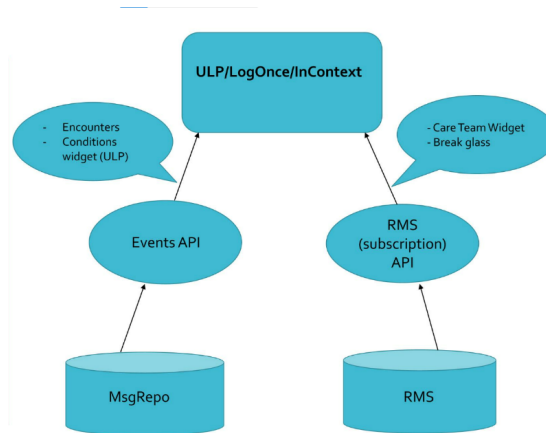 ULP/LogOnce/InContext
- Encounters
- Conditions
widget (ULP)
- Care Team Widget
- Break glass
Events API
RMS
(subscription)
API
MsgRepo
RMS